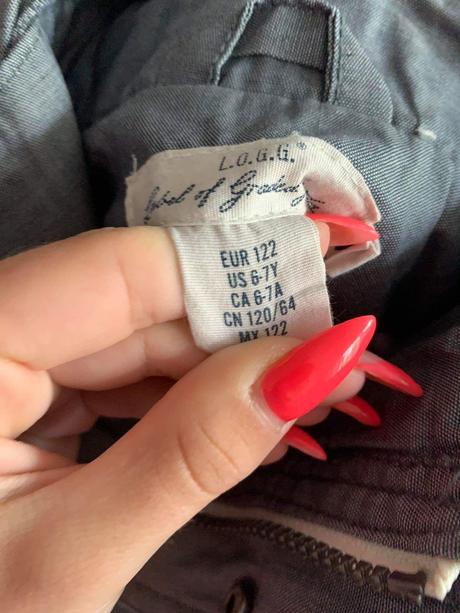 L.O.G.G.®
Label of Graded
EUR 122
US 6-7Y
CA 6-7A
CN 120/64
MX 122